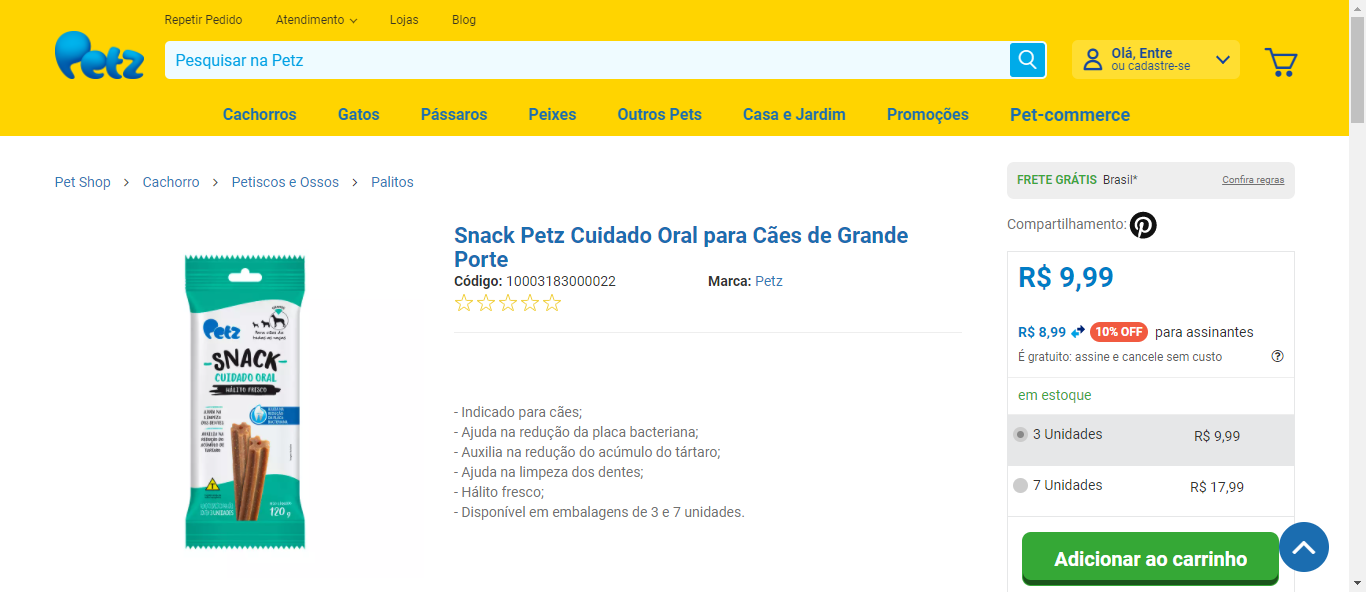 Repetir Pedido
Atendimento
Lojas
Blog
Petz
Pesquisar na Petz
Olá, Entre
ou cadastre-se
Cachorros
Gatos
Pássaros
Peixes
Outros Pets
Casa e Jardim
Promoções
Pet-commerce
Pet Shop > Cachorro > Petiscos e Ossos > Palitos
FRETE GRÁTIS Brasil*
Confira regras
Compartilhamento:
Snack Petz Cuidado Oral para Cães de Grande
Porte
Código: 10003183000022
Marca: Petz
- Indicado para cães;
- Ajuda na redução da placa bacteriana;
- Auxilia na redução do acúmulo do tártaro;
- Ajuda na limpeza dos dentes;
- Hálito fresco;
- Disponível em embalagens de 3 e 7 unidades.
Petz
SNACK
CUIDADO ORAL
HÁLITO FRESCO
120g
R$ 9,99
R$ 8,99 10% OFF para assinantes
É gratuito: assine e cancele sem custo
em estoque
3 Unidades R$ 9,99
7 Unidades R$ 17,99
Adicionar ao carrinho